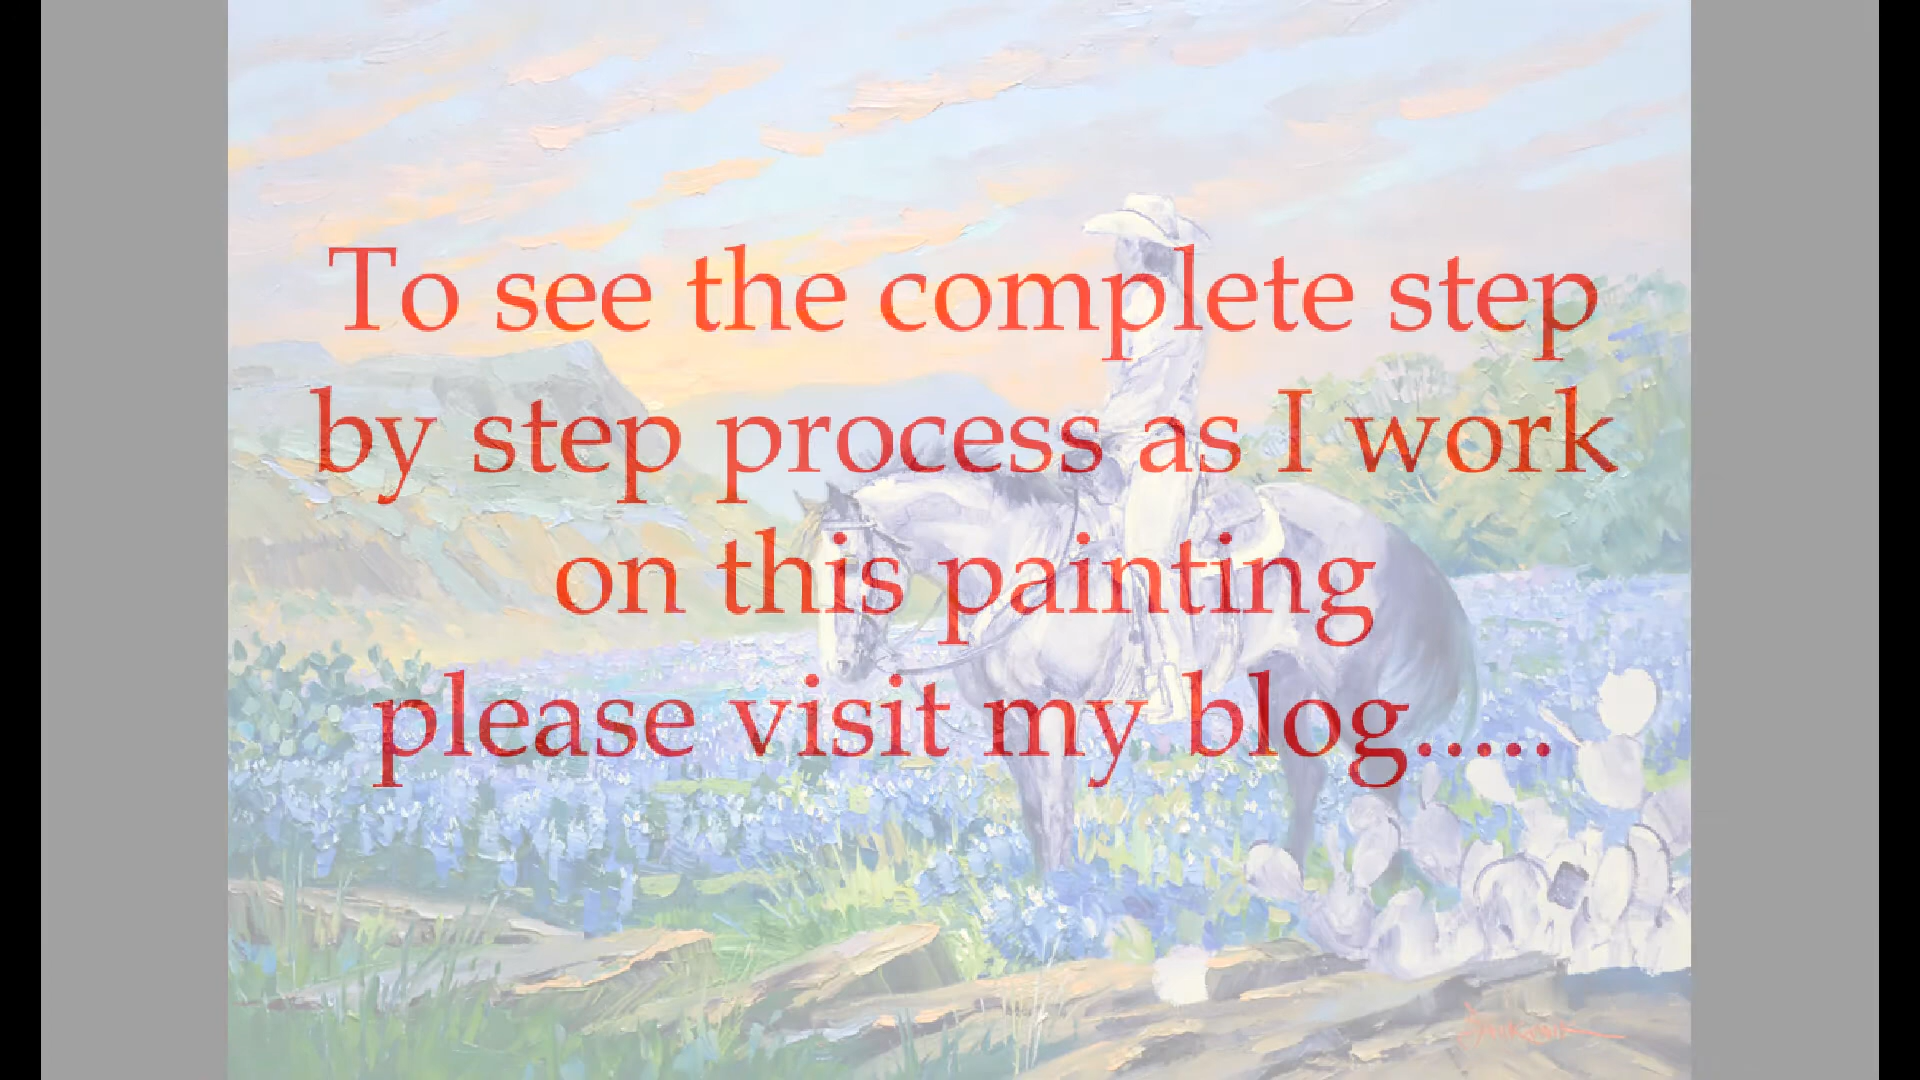 To see the complete step
by step process as I work
on this painting
please visit my blog.....